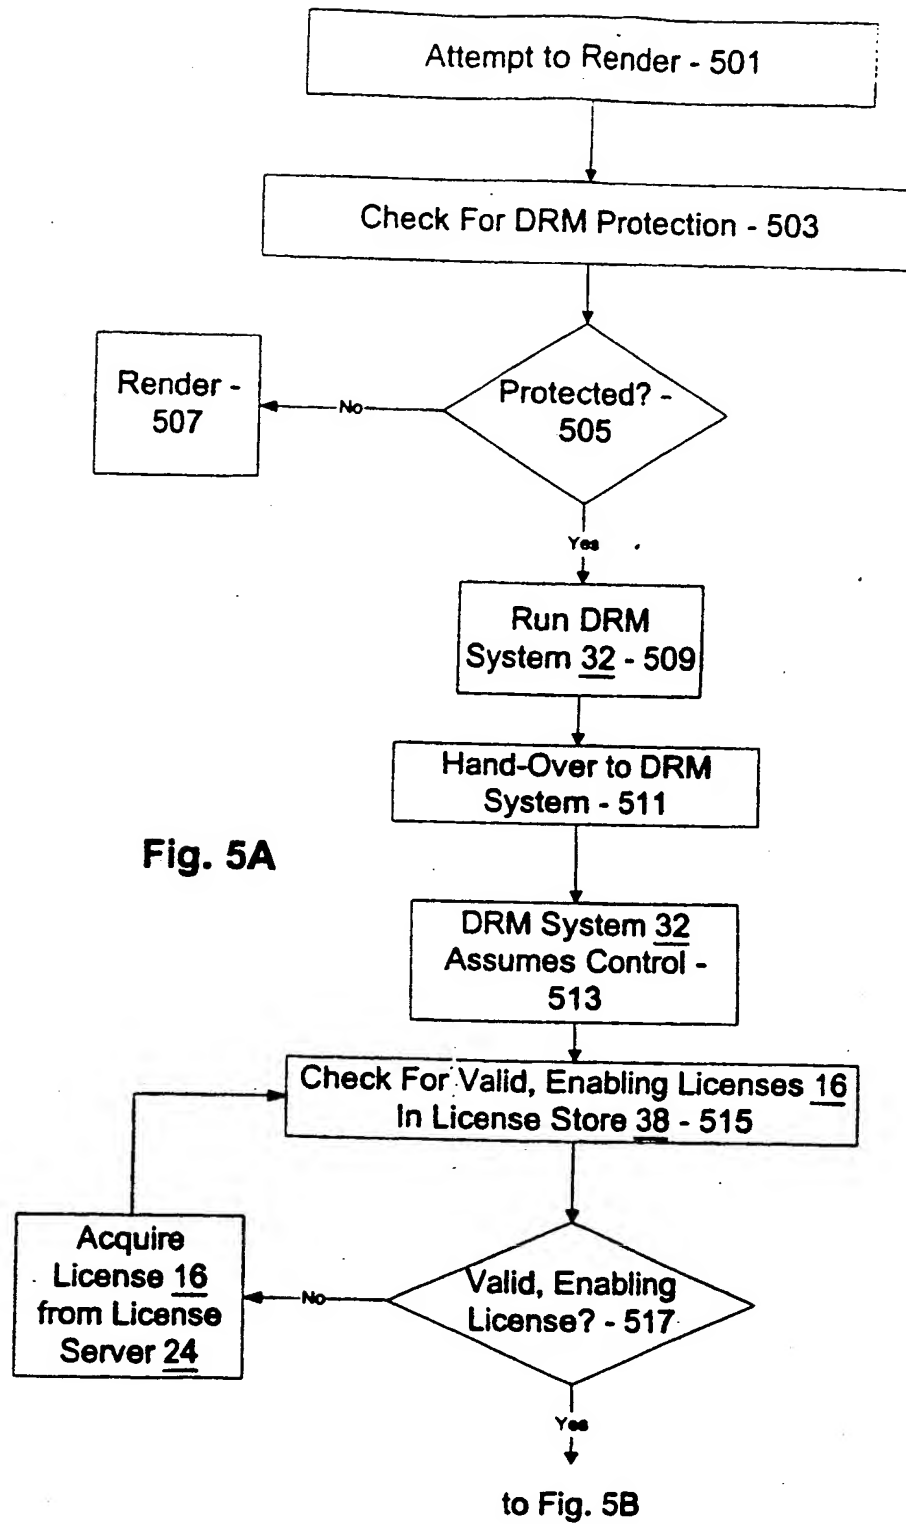 Attempt to Render - 501
Check For DRM Protection - 503
Protected? -
505
No
Render -
507
Yes
Run DRM
System 32 - 509
Hand-Over to DRM
System - 511
Fig. 5A
DRM System 32
Assumes Control -
513
Check For Valid, Enabling Licenses 16
In License Store 38 - 515
Valid, Enabling
License? - 517
No
Acquire
License 16
from License
Server 24
Yes
to Fig. 5B